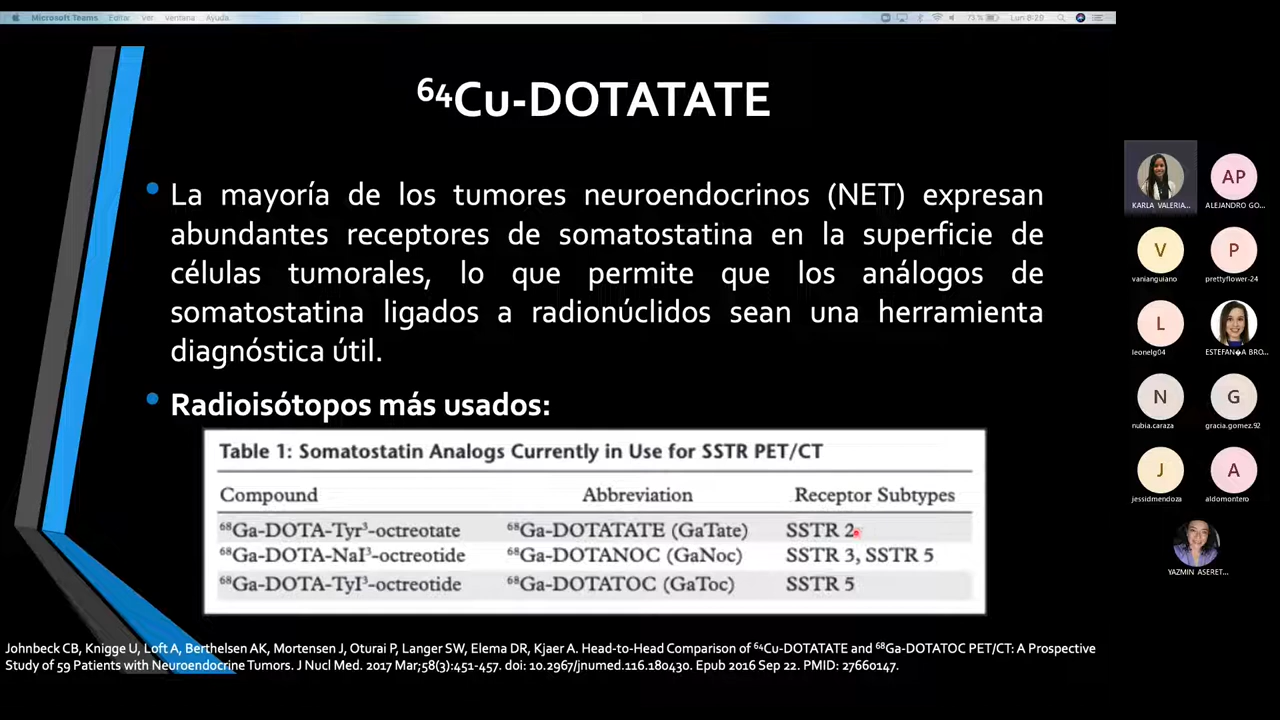 Microsoft Teams Editar Ver Ventana Ayuda 73 % Lun 8:20
⁶⁴Cu-DOTATATE
• La mayoría de los tumores neuroendocrinos (NET) expresan
abundantes receptores de somatostatina en la superficie de
células tumorales, lo que permite que los análogos de
somatostatina ligados a radionúclidos sean una herramienta
diagnóstica útil.
• Radioisótopos más usados:
Table 1: Somatostatin Analogs Currently in Use for SSTR PET/CT
Compound Abbreviation Receptor Subtypes
⁶⁸Ga-DOTA-Tyr³-octreotate ⁶⁸Ga-DOTATATE (GaTate) SSTR 2
⁶⁸Ga-DOTA-NaI³-octreotide ⁶⁸Ga-DOTANOC (GaNoc) SSTR 3, SSTR 5
⁶⁸Ga-DOTA-TyI³-octreotide ⁶⁸Ga-DOTATOC (GaToc) SSTR 5
Johnbeck CB, Knigge U, Loft A, Berthelsen AK, Mortensen J, Oturai P, Langer SW, Elema DR, Kjaer A. Head-to-Head Comparison of ⁶⁴Cu-DOTATATE and ⁶⁸Ga-DOTATOC PET/CT: A Prospective
Study of 59 Patients with Neuroendocrine Tumors. J Nucl Med. 2017 Mar;58(3):451-457. doi: 10.2967/jnumed.116.180430. Epub 2016 Sep 22. PMID: 27660147.
KARLA VALERIA...
AP
ALEJANDRO GO...
V
vanianguiano
P
prettyflower-24
L
leonelg04
ESTEFAN�A BRO...
N
nubia.caraza
G
gracia.gomez.92
J
jessidmendoza
A
aldomontero
YAZMIN ASERET...